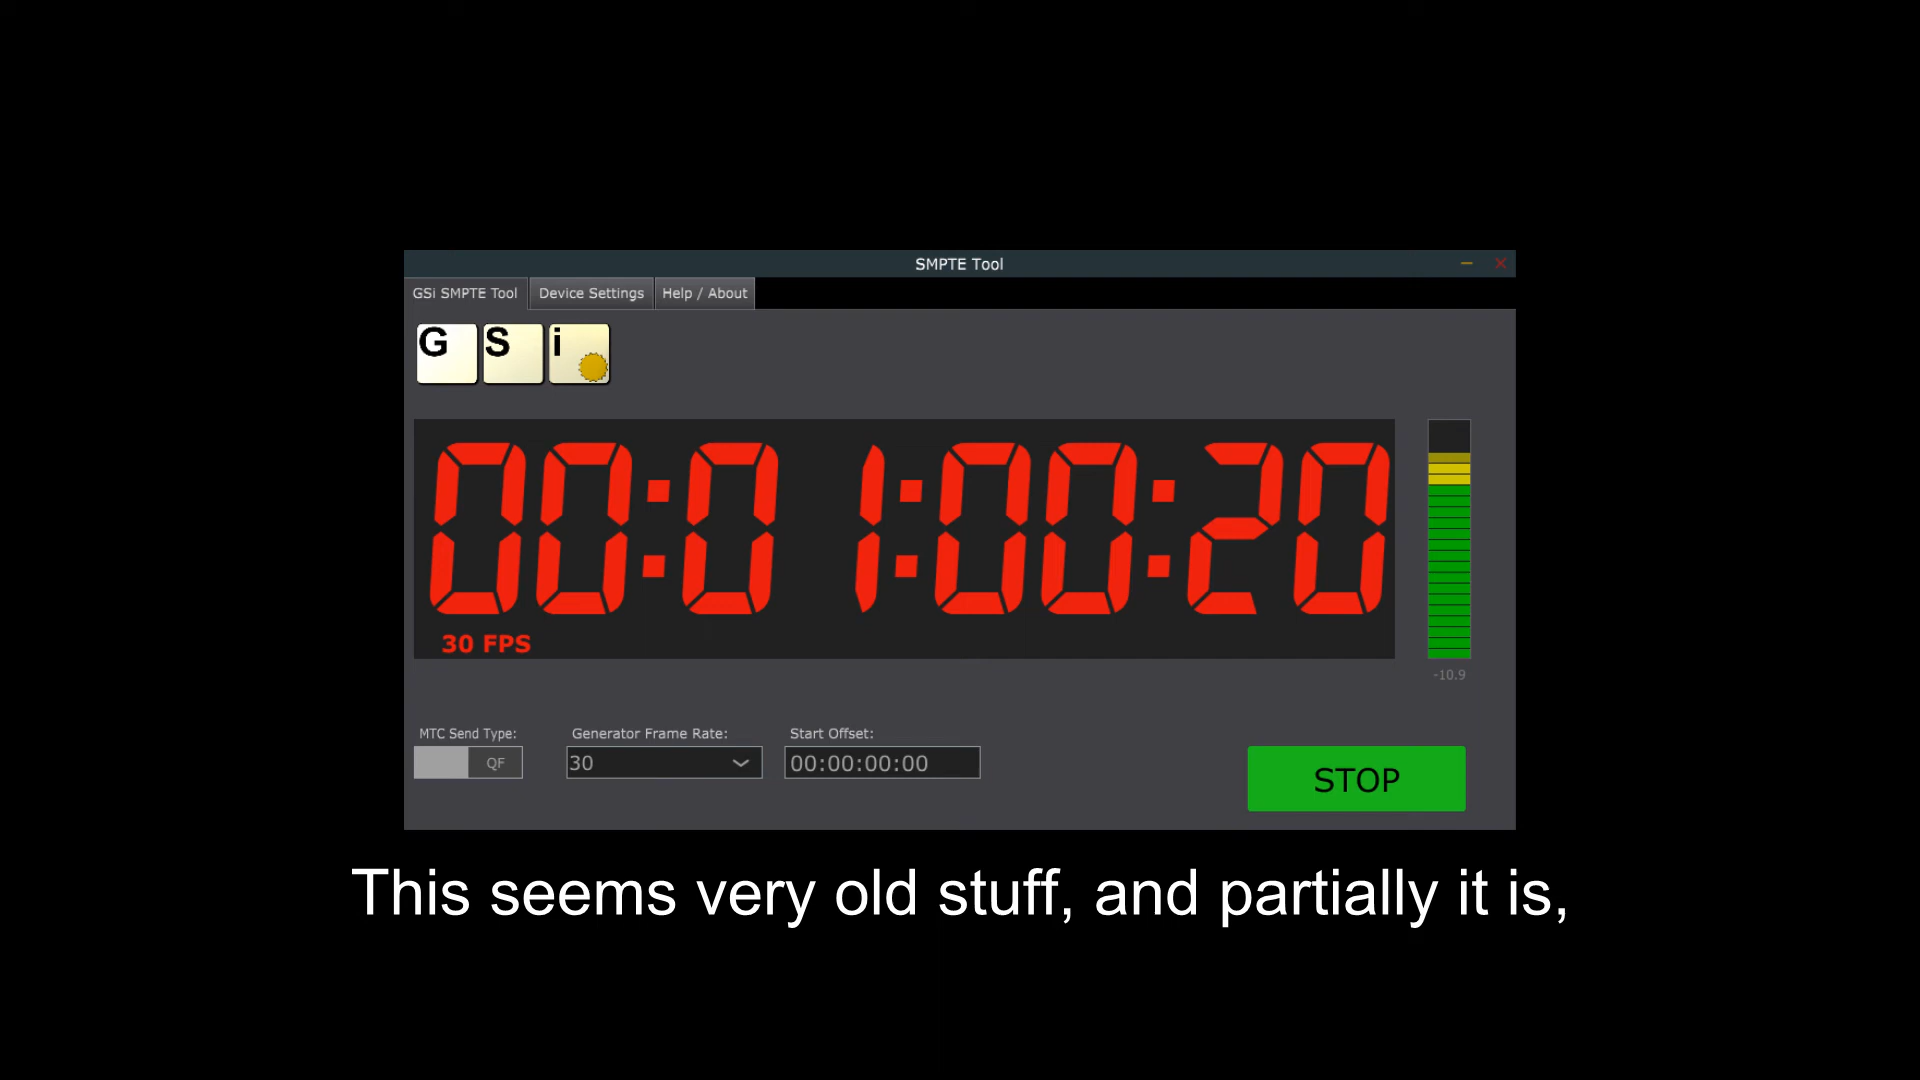 SMPTE Tool
GSi SMPTE Tool Device Settings Help / About
G S i
00:01:00:20
30 FPS
-10.9
MTC Send Type: Generator Frame Rate: Start Offset:
QF 30 00:00:00:00
STOP
This seems very old stuff, and partially it is,